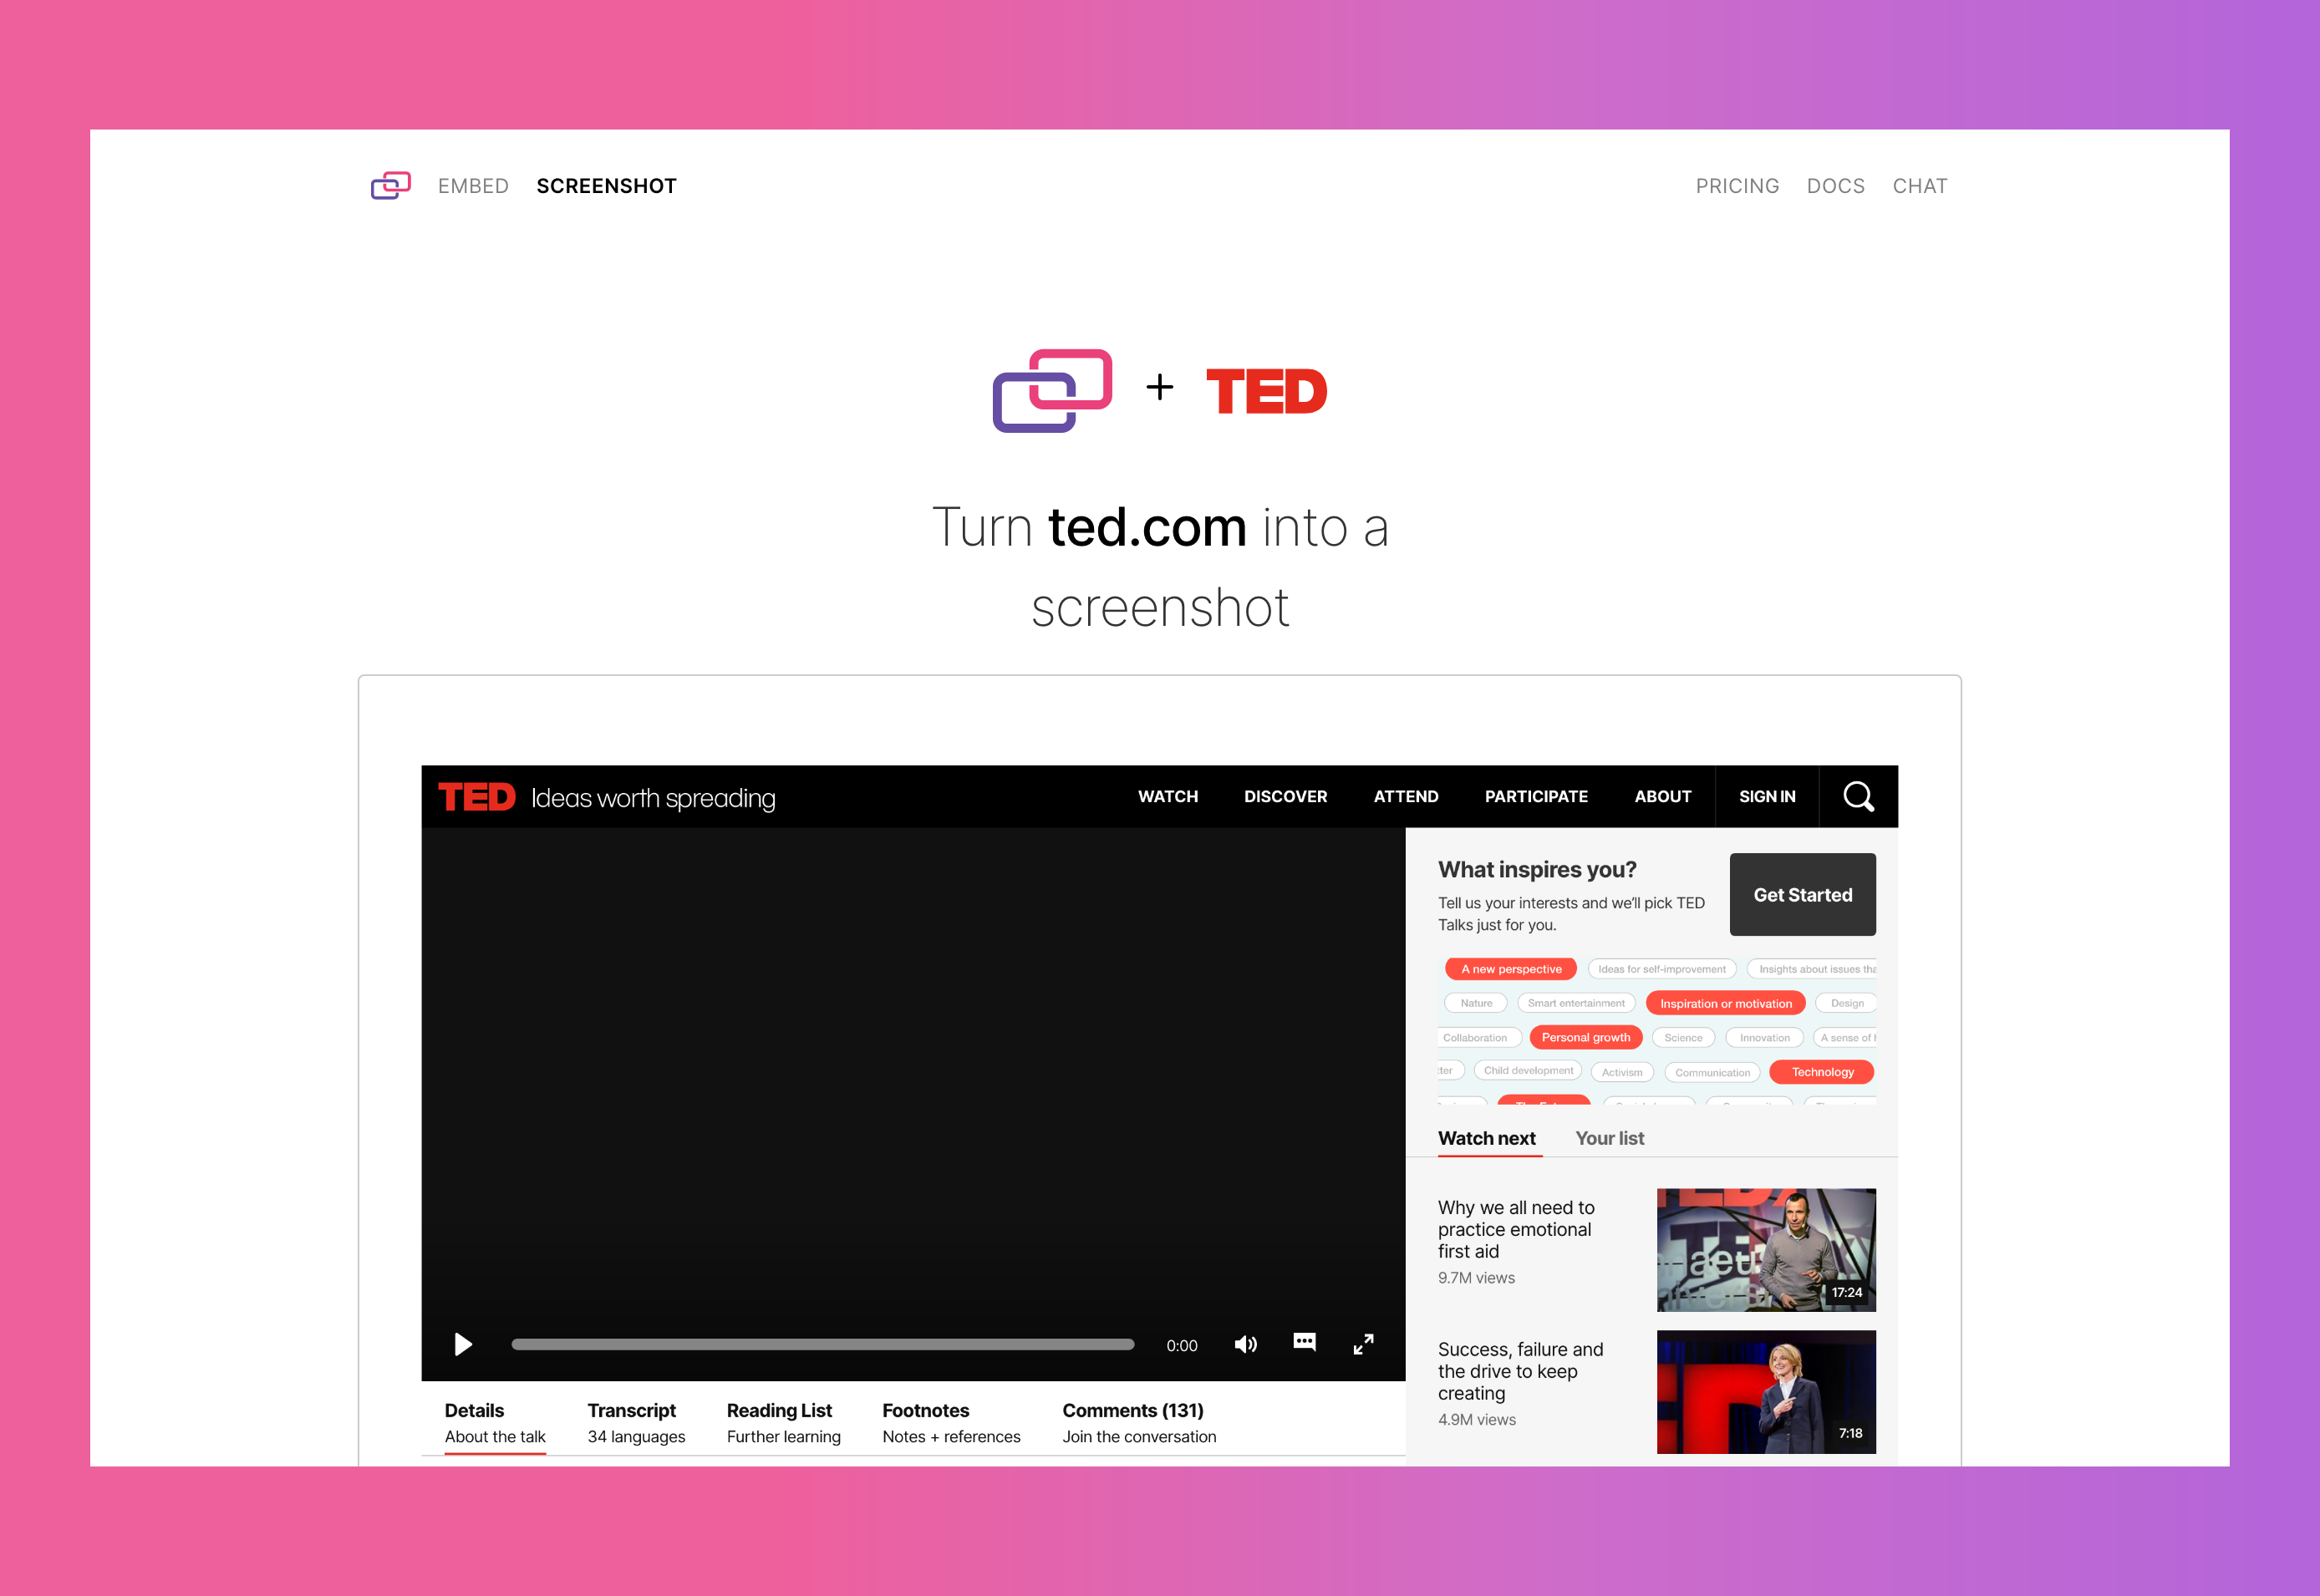 EMBED SCREENSHOT PRICING DOCS CHAT
+ TED
Turn ted.com into a
screenshot
TED Ideas worth spreading WATCH DISCOVER ATTEND PARTICIPATE ABOUT SIGN IN
What inspires you?
Tell us your interests and we'll pick TED
Talks just for you.
Get Started
A new perspective Ideas for self-improvement Insights about issues tha
Nature Smart entertainment Inspiration or motivation Design
Collaboration Personal growth Science Innovation A sense of
Child development Activism Communication Technology
Watch next Your list
Why we all need to
practice emotional
first aid
9.7M views
17:24
Success, failure and
the drive to keep
creating
4.9M views
7:18
0:00
Details Transcript Reading List Footnotes Comments (131)
About the talk 34 languages Further learning Notes + references Join the conversation